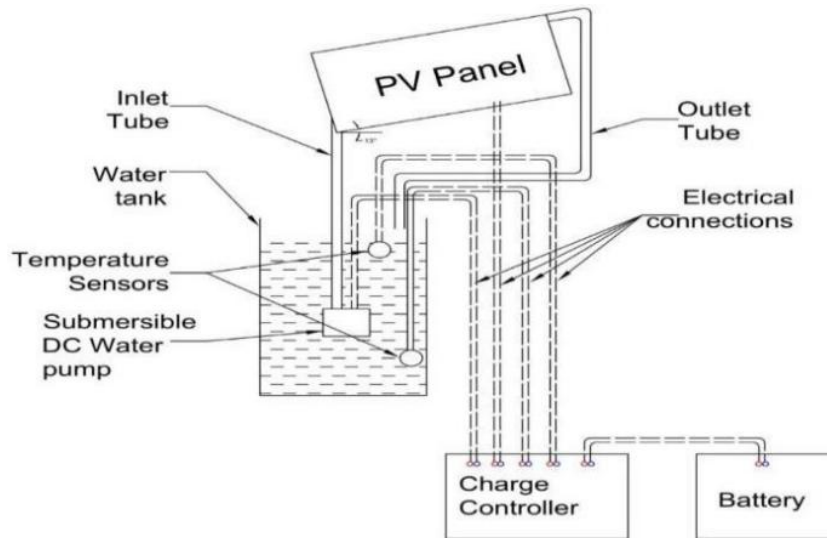 PV Panel
Inlet
Tube
Outlet
Tube
Water
tank
Electrical
connections
Temperature
Sensors
Submersible
DC Water
pump
Charge
Controller
Battery